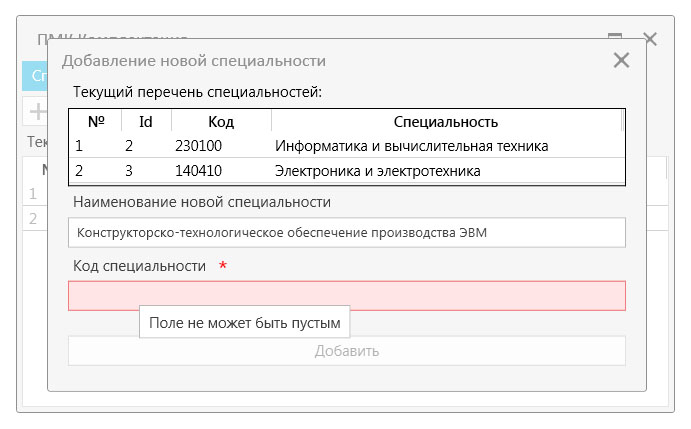 ПМК Комплектация
Добавление новой специальности
Текущий перечень специальностей:
№ Id Код Специальность
1 2 230100 Информатика и вычислительная техника
2 3 140410 Электроника и электротехника
Наименование новой специальности
Конструкторско-технологическое обеспечение производства ЭВМ
Код специальности *
Поле не может быть пустым
Добавить
1
2